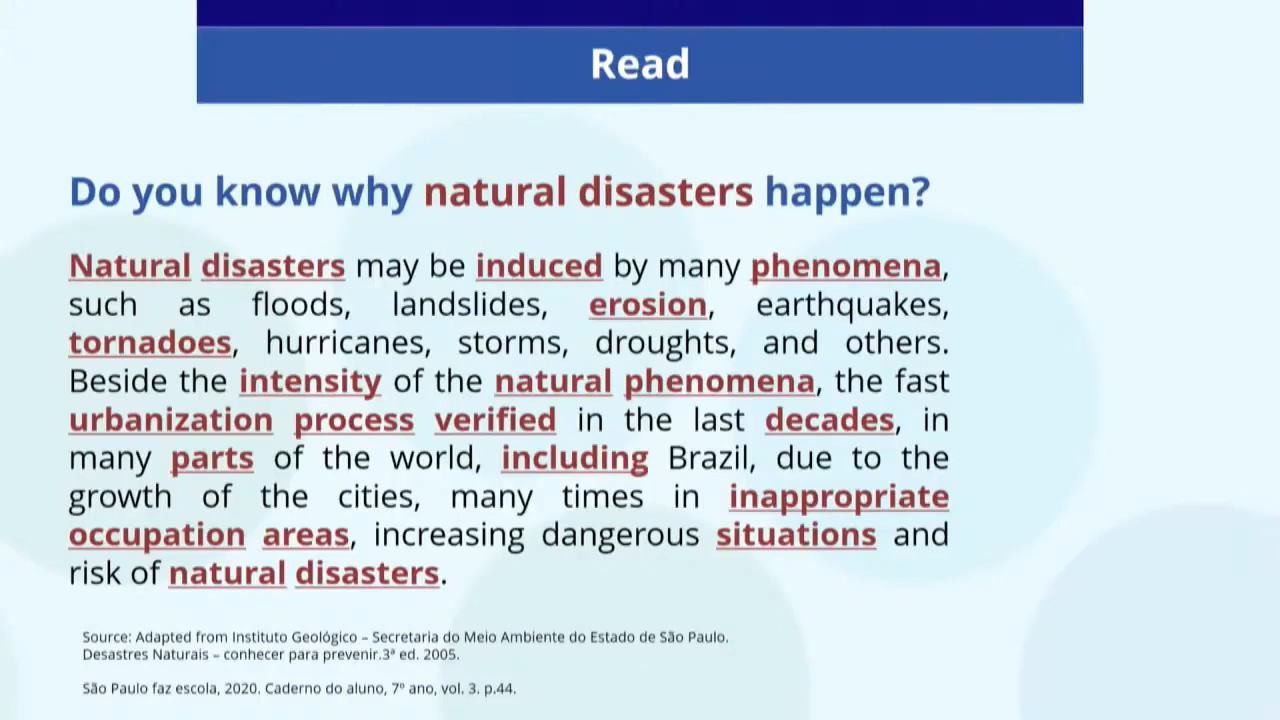 Read
Do you know why natural disasters happen?
Natural disasters may be induced by many phenomena,
such as floods, landslides, erosion, earthquakes,
tornadoes, hurricanes, storms, droughts, and others.
Beside the intensity of the natural phenomena, the fast
urbanization process verified in the last decades, in
many parts of the world, including Brazil, due to the
growth of the cities, many times in inappropriate
occupation areas, increasing dangerous situations and
risk of natural disasters.
Source: Adapted from Instituto Geológico – Secretaria do Meio Ambiente do Estado de São Paulo.
Desastres Naturais – conhecer para prevenir.3ª ed. 2005.
São Paulo faz escola, 2020. Caderno do aluno, 7º ano, vol. 3. p.44.